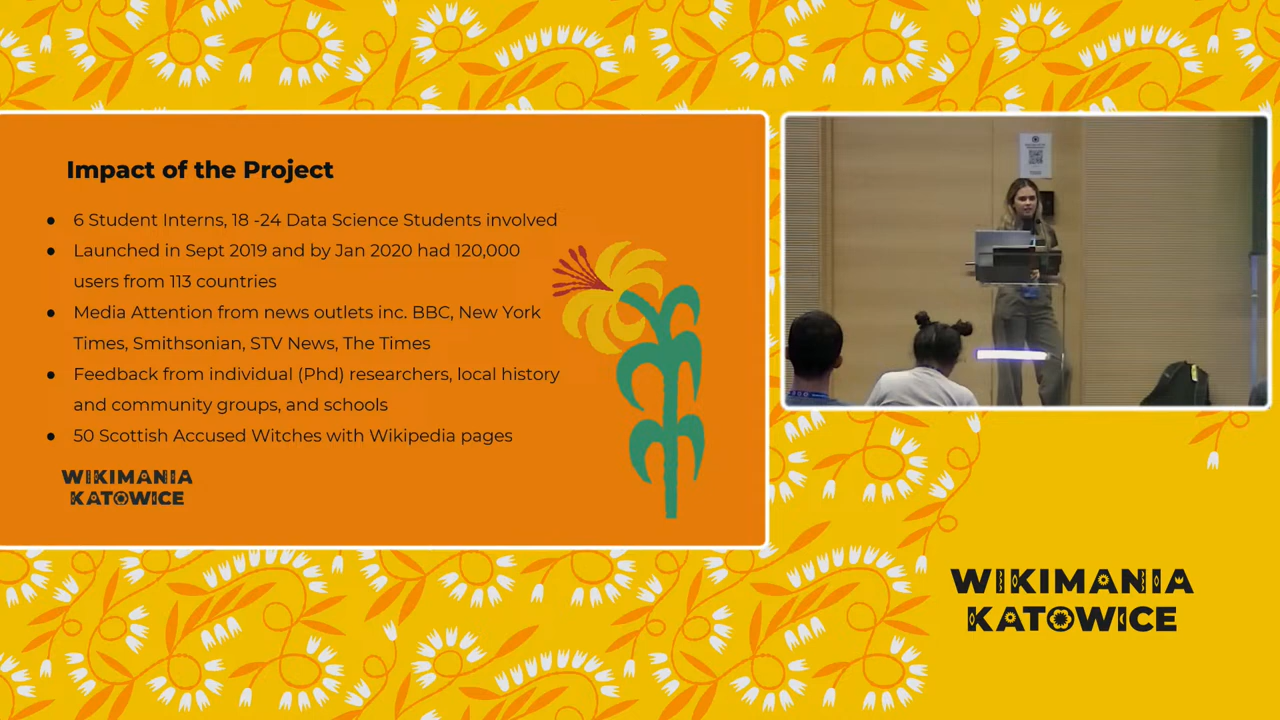 Impact of the Project
● 6 Student Interns, 18 -24 Data Science Students involved
● Launched in Sept 2019 and by Jan 2020 had 120,000
users from 113 countries
● Media Attention from news outlets inc. BBC, New York
Times, Smithsonian, STV News, The Times
● Feedback from individual (Phd) researchers, local history
and community groups, and schools
● 50 Scottish Accused Witches with Wikipedia pages
WIKIMANIA
KATOWICE
WIKIMANIA
KATOWICE